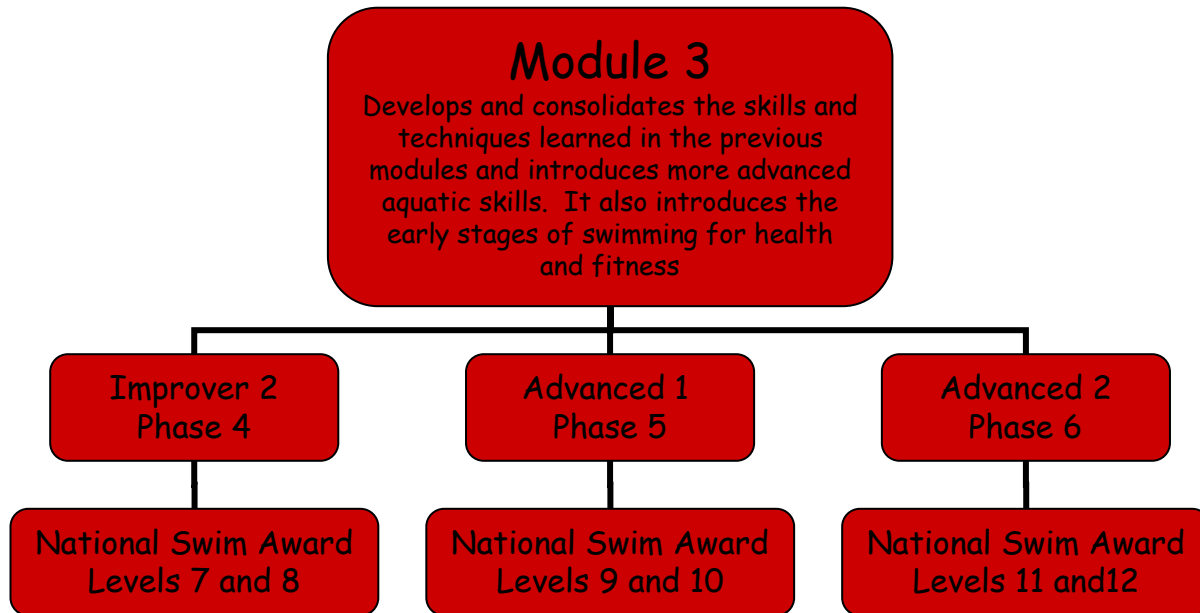 Module 3
Develops and consolidates the skills and
techniques learned in the previous
modules and introduces more advanced
aquatic skills.  It also introduces the
early stages of swimming for health
and fitness
Improver 2
Phase 4
Advanced 1
Phase 5
Advanced 2
Phase 6
National Swim Award
Levels 7 and 8
National Swim Award
Levels 9 and 10
National Swim Award
Levels 11 and12